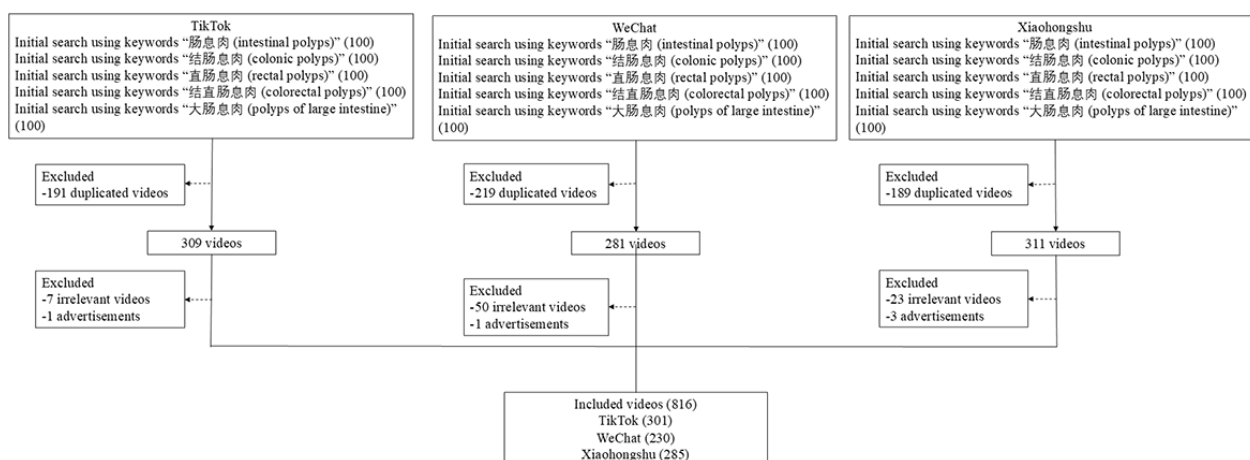 TikTok
Initial search using keywords “肠息肉 (intestinal polyps)” (100)
Initial search using keywords “结肠息肉 (colonic polyps)” (100)
Initial search using keywords “直肠息肉 (rectal polyps)” (100)
Initial search using keywords “结直肠息肉 (colorectal polyps)” (100)
Initial search using keywords “大肠息肉 (polyps of large intestine)”
(100)
WeChat
Initial search using keywords “肠息肉 (intestinal polyps)” (100)
Initial search using keywords “结肠息肉 (colonic polyps)” (100)
Initial search using keywords “直肠息肉 (rectal polyps)” (100)
Initial search using keywords “结直肠息肉 (colorectal polyps)” (100)
Initial search using keywords “大肠息肉 (polyps of large intestine)”
(100)
Xiaohongshu
Initial search using keywords “肠息肉 (intestinal polyps)” (100)
Initial search using keywords “结肠息肉 (colonic polyps)” (100)
Initial search using keywords “直肠息肉 (rectal polyps)” (100)
Initial search using keywords “结直肠息肉 (colorectal polyps)” (100)
Initial search using keywords “大肠息肉 (polyps of large intestine)”
(100)
Excluded
-191 duplicated videos
Excluded
-219 duplicated videos
Excluded
-189 duplicated videos
309 videos
281 videos
311 videos
Excluded
-7 irrelevant videos
-1 advertisements
Excluded
-50 irrelevant videos
-1 advertisements
Excluded
-23 irrelevant videos
-3 advertisements
Included videos (816)
TikTok (301)
WeChat (230)
Xiaohongshu (285)